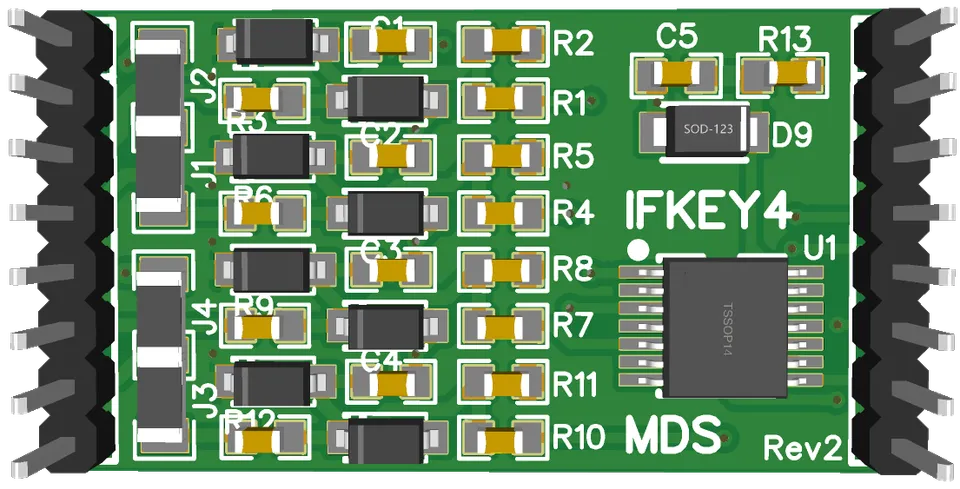 C1
R2
C5
R13
J2
R1
R3
C2
SOD-123
D9
J1
R5
R6
R4
IFKEY4
C3
R8
U1
J4
R9
R7
TSSOP14
C4
J3
R11
R12
R10
MDS
Rev2